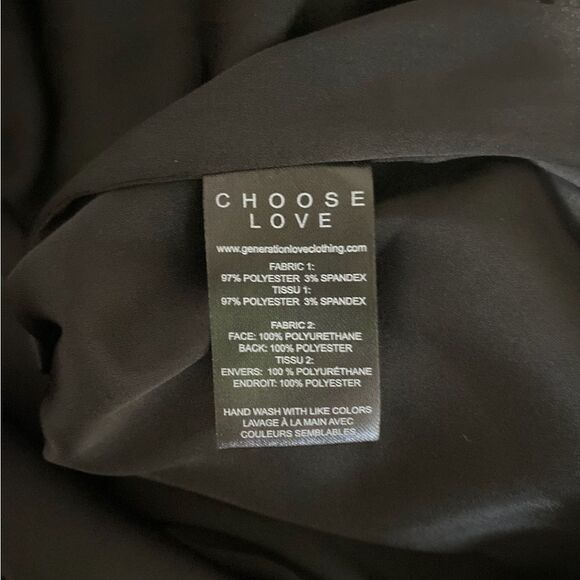 CHOOSE
LOVE
www.generationloveclothing.com
FABRIC 1:
97% POLYESTER 3% SPANDEX
TISSU 1:
97% POLYESTER 3% SPANDEX
FABRIC 2:
FACE: 100% POLYURETHANE
BACK: 100% POLYESTER
TISSU 2:
ENVERS: 100 % POLYURÉTHANE
ENDROIT: 100% POLYESTER
HAND WASH WITH LIKE COLORS
LAVAGE À LA MAIN AVEC
COULEURS SEMBLABLES